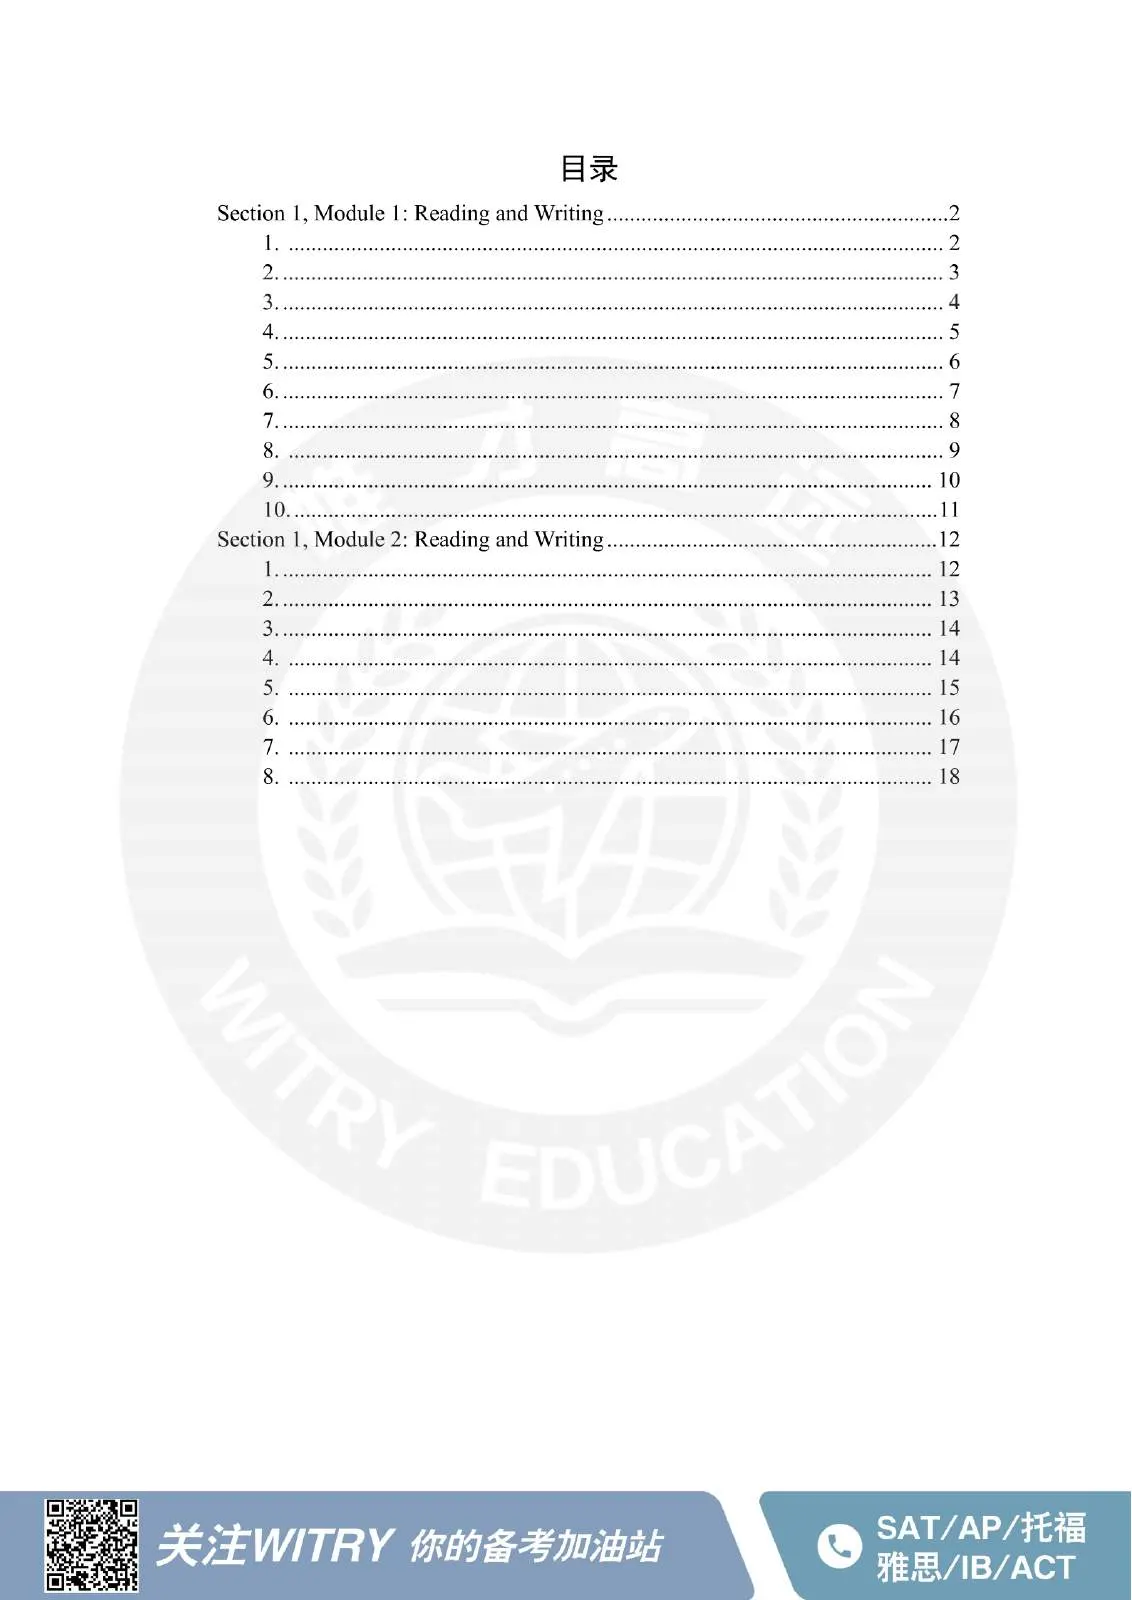 目录
Section 1, Module 1: Reading and Writing.............................................................2
1. ..................................................................................................................... 2
2. ..................................................................................................................... 3
3. ..................................................................................................................... 4
4. ..................................................................................................................... 5
5. ..................................................................................................................... 6
6. ..................................................................................................................... 7
7. ..................................................................................................................... 8
8. ..................................................................................................................... 9
9. ................................................................................................................... 10
10. ..................................................................................................................11
Section 1, Module 2: Reading and Writing...........................................................12
1. ................................................................................................................... 12
2. ................................................................................................................... 13
3. ................................................................................................................... 14
4. ................................................................................................................... 14
5. ................................................................................................................... 15
6. ................................................................................................................... 16
7. ................................................................................................................... 17
8. ................................................................................................................... 18
唯才高远
WITRY EDUCATION
关注WITRY 你的备考加油站
SAT/AP/托福
雅思/IB/ACT